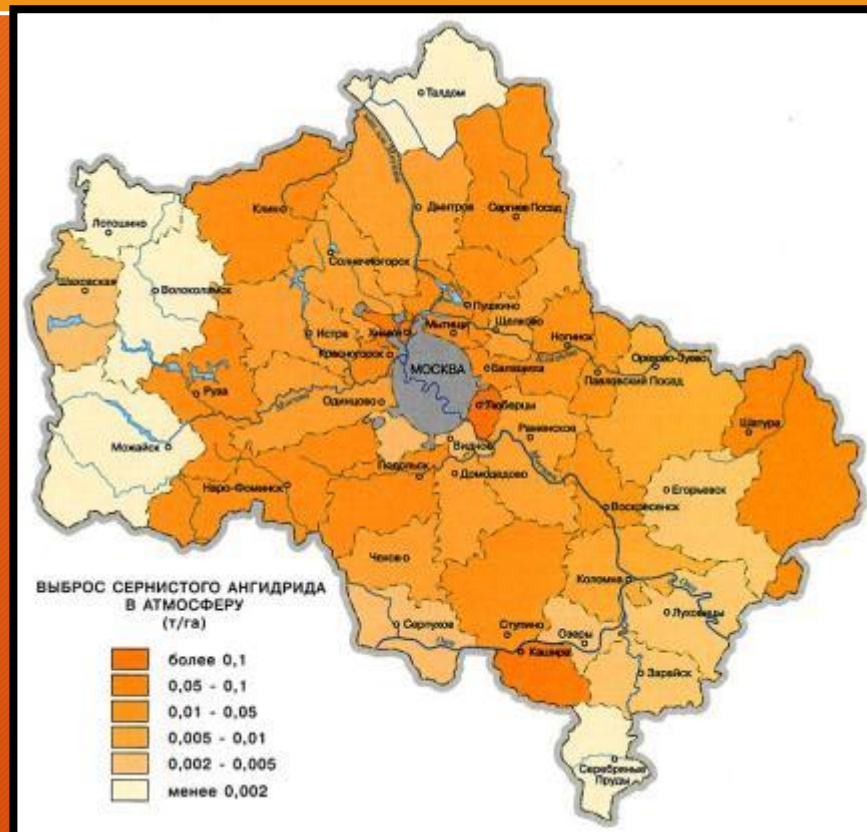 Талдом
Клин
Дмитров
Сергиев Посад
Лотошино
Солнечногорск
Шаховская
Волоколамск
Пушкино
Щелково
Истра
Химки
Мытищи
Ногинск
Орехово-Зуево
Красногорск
МОСКВА
Балашиха
Павловский Посад
Руза
Москва
Одинцово
Люберцы
Шатура
Можайск
Видное
Раменское
Подольск
Домодедово
Егорьевск
Наро-Фоминск
Воскресенск
Чехов
Коломна
Ока
Серпухов
Ступино
Озеры
Луховицы
Ока
Кашира
Зарайск
Серебряные
Пруды
ВЫБРОС СЕРНИСТОГО АНГИДРИДА
В АТМОСФЕРУ
(т/га)
более 0,1
0,05 - 0,1
0,01 - 0,05
0,005 - 0,01
0,002 - 0,005
менее 0,002